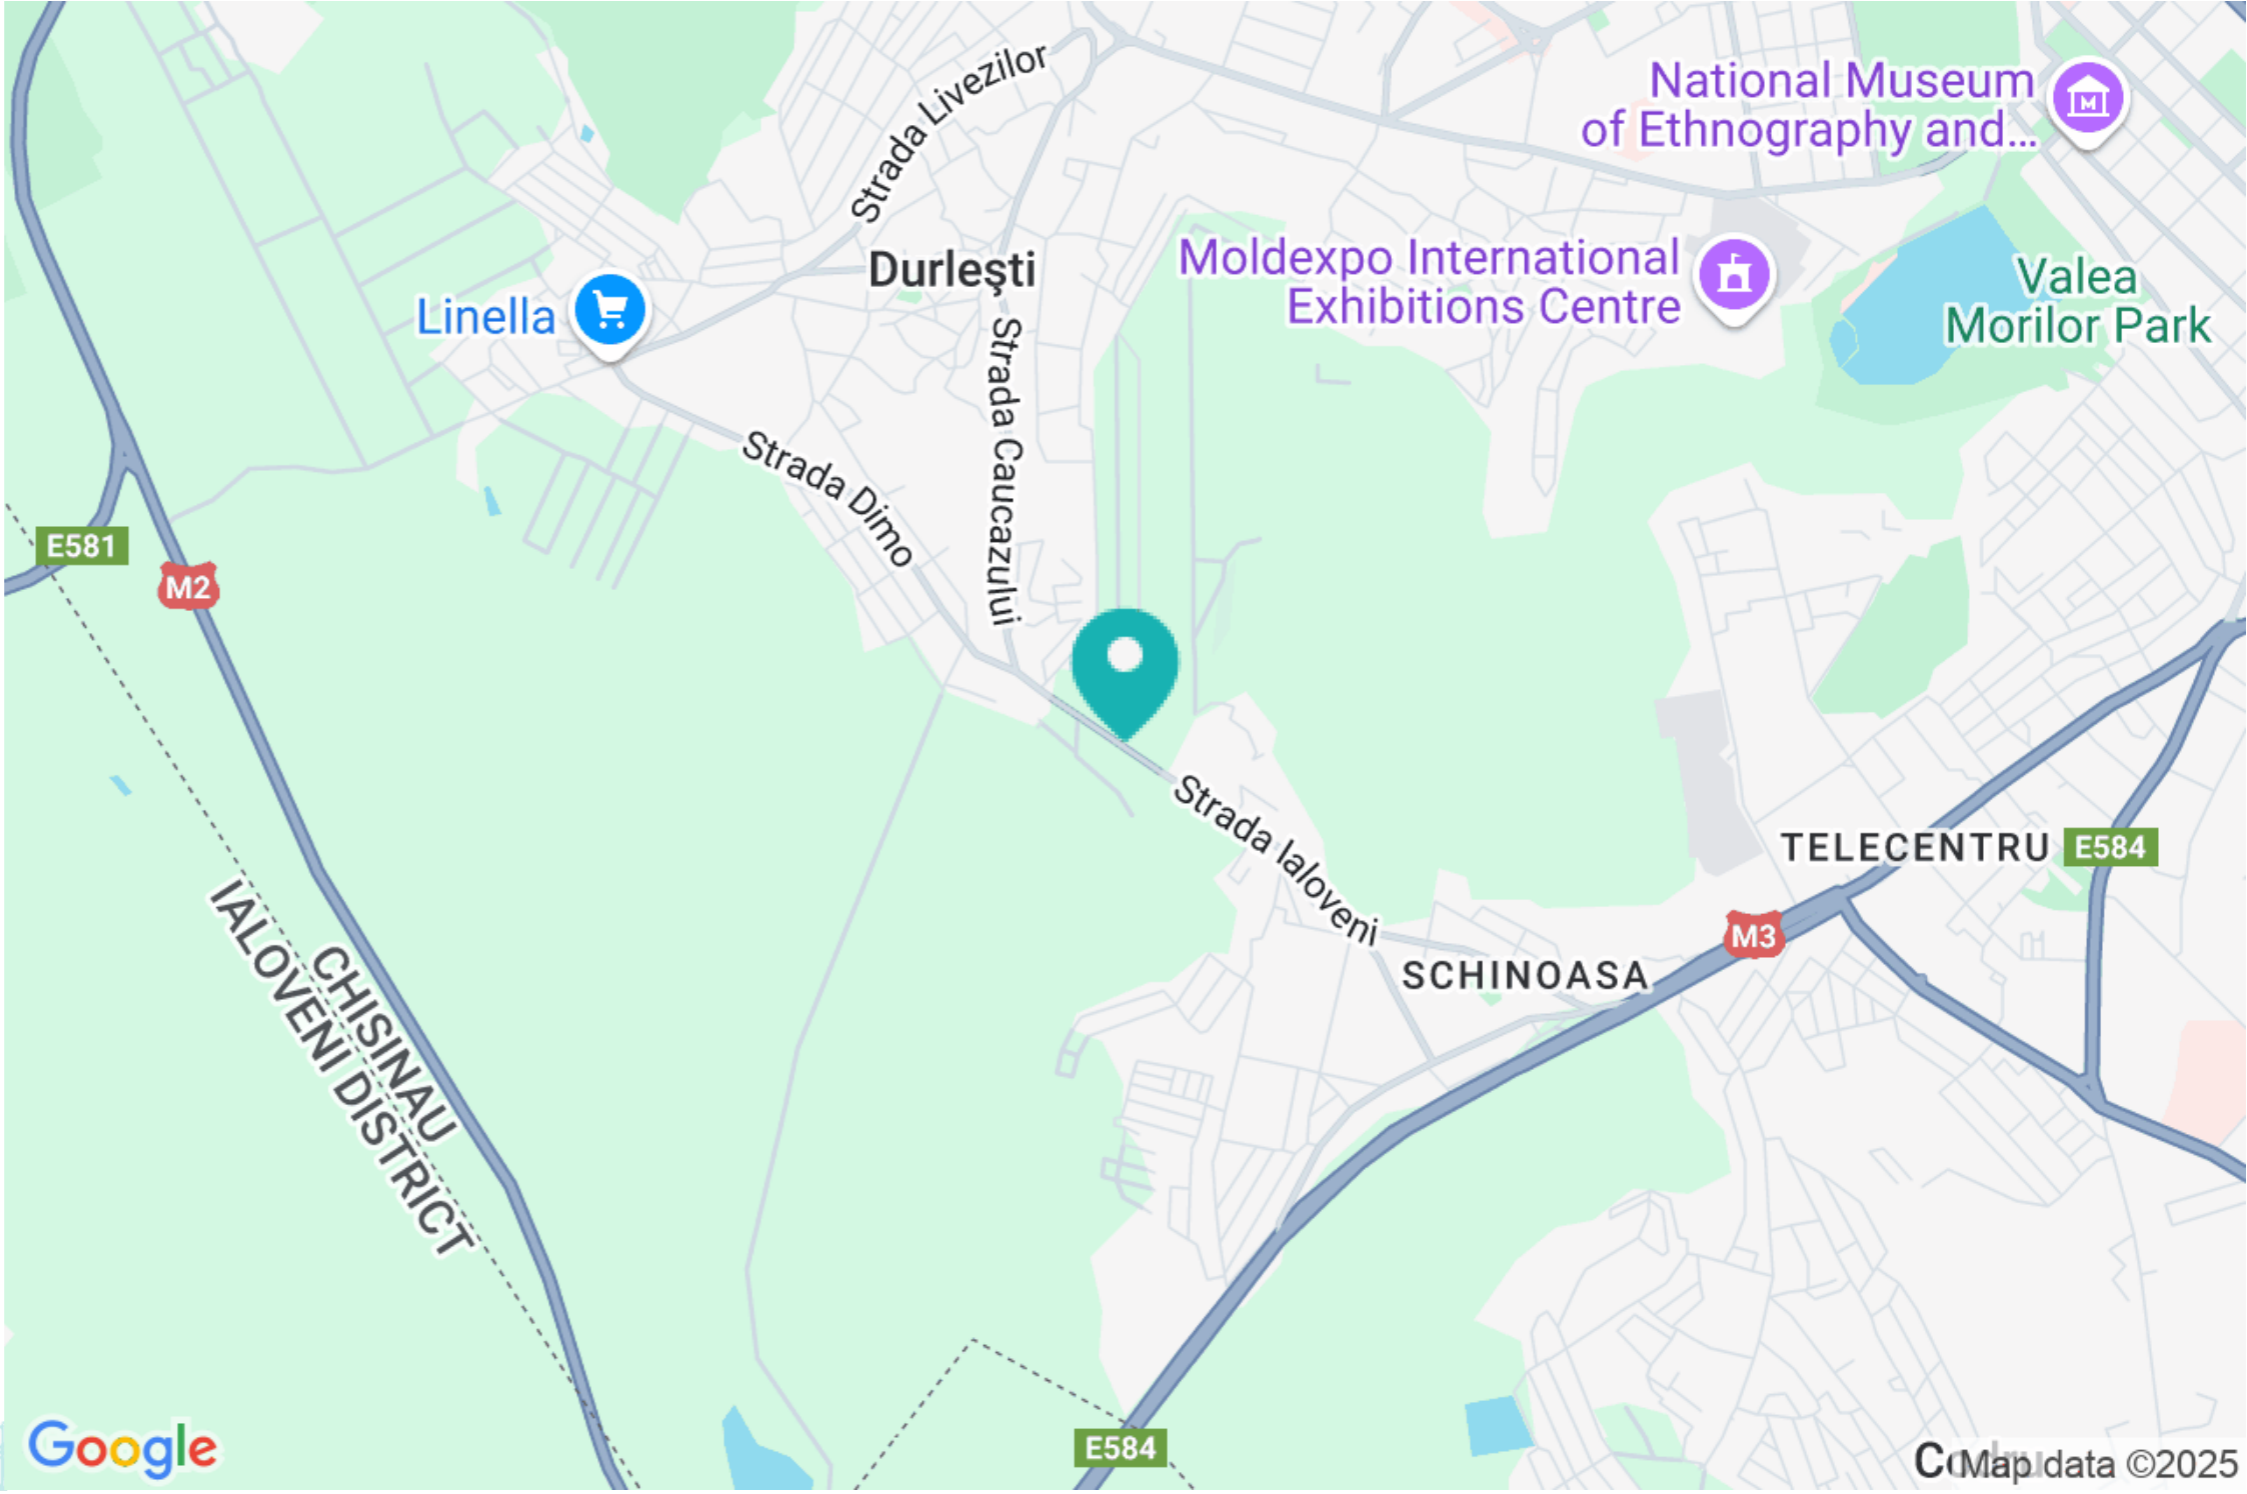 Strada Livezilor
National Museum
of Ethnography and...
Durleşti
Moldexpo International
Exhibitions Centre
Valea
Morilor Park
Linella
Strada Caucazului
Strada Dimo
E581
M2
Strada Ialoveni
TELECENTRU
E584
M3
SCHINOASA
CHISINAU
IALOVENI DISTRICT
E584
Google
Map data ©2025